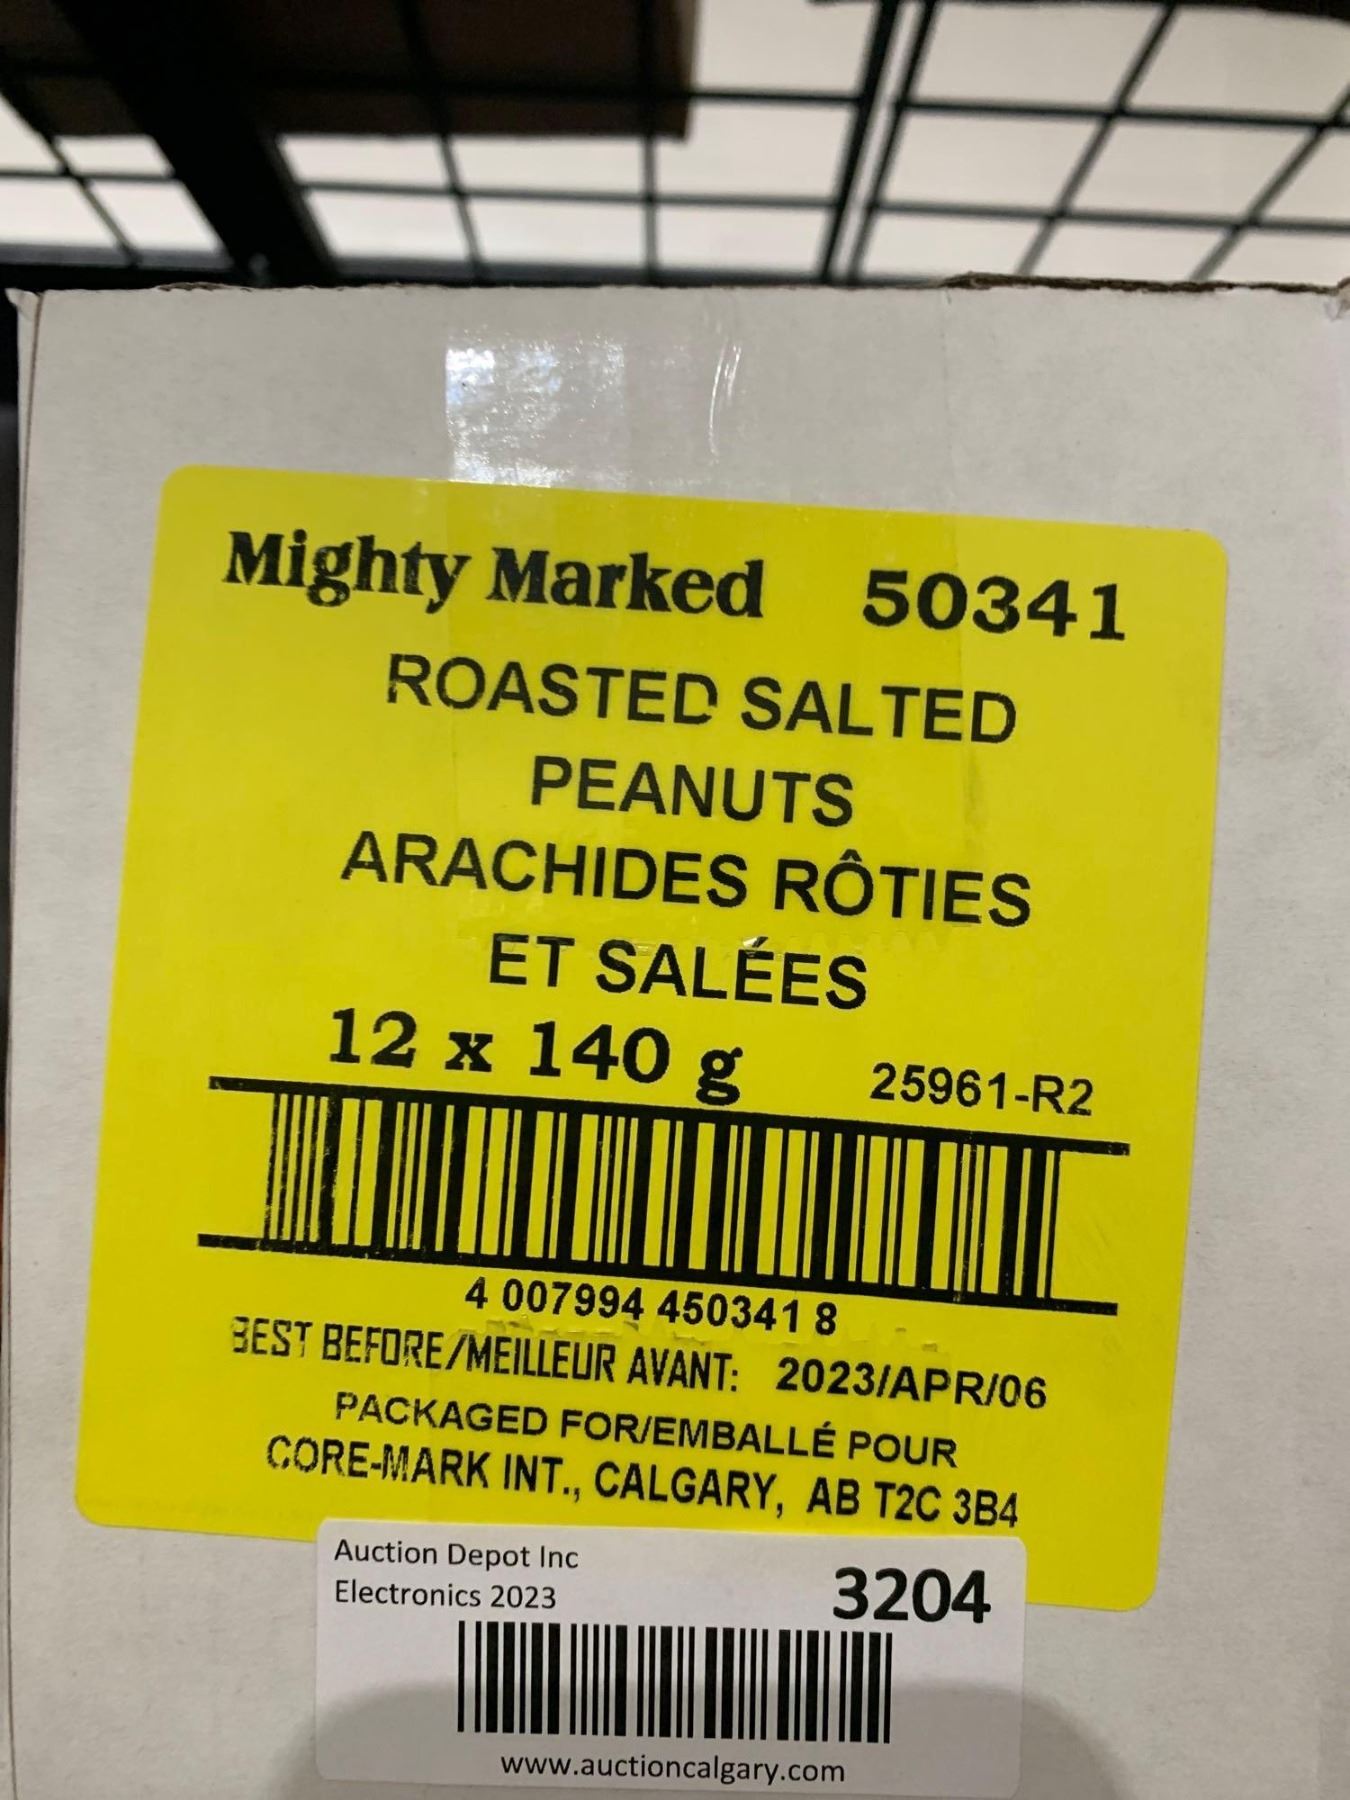 Mighty Marked 50341
ROASTED SALTED
PEANUTS
ARACHIDES RÔTIES
ET SALÉES
12 x 140 g 25961-R2
4 007994 450341 8
BEST BEFORE/MEILLEUR AVANT: 2023/APR/06
PACKAGED FOR/EMBALLÉ POUR
CORE-MARK INT., CALGARY, AB T2C 3B4
Auction Depot Inc
Electronics 2023
3204
www.auctioncalgary.com